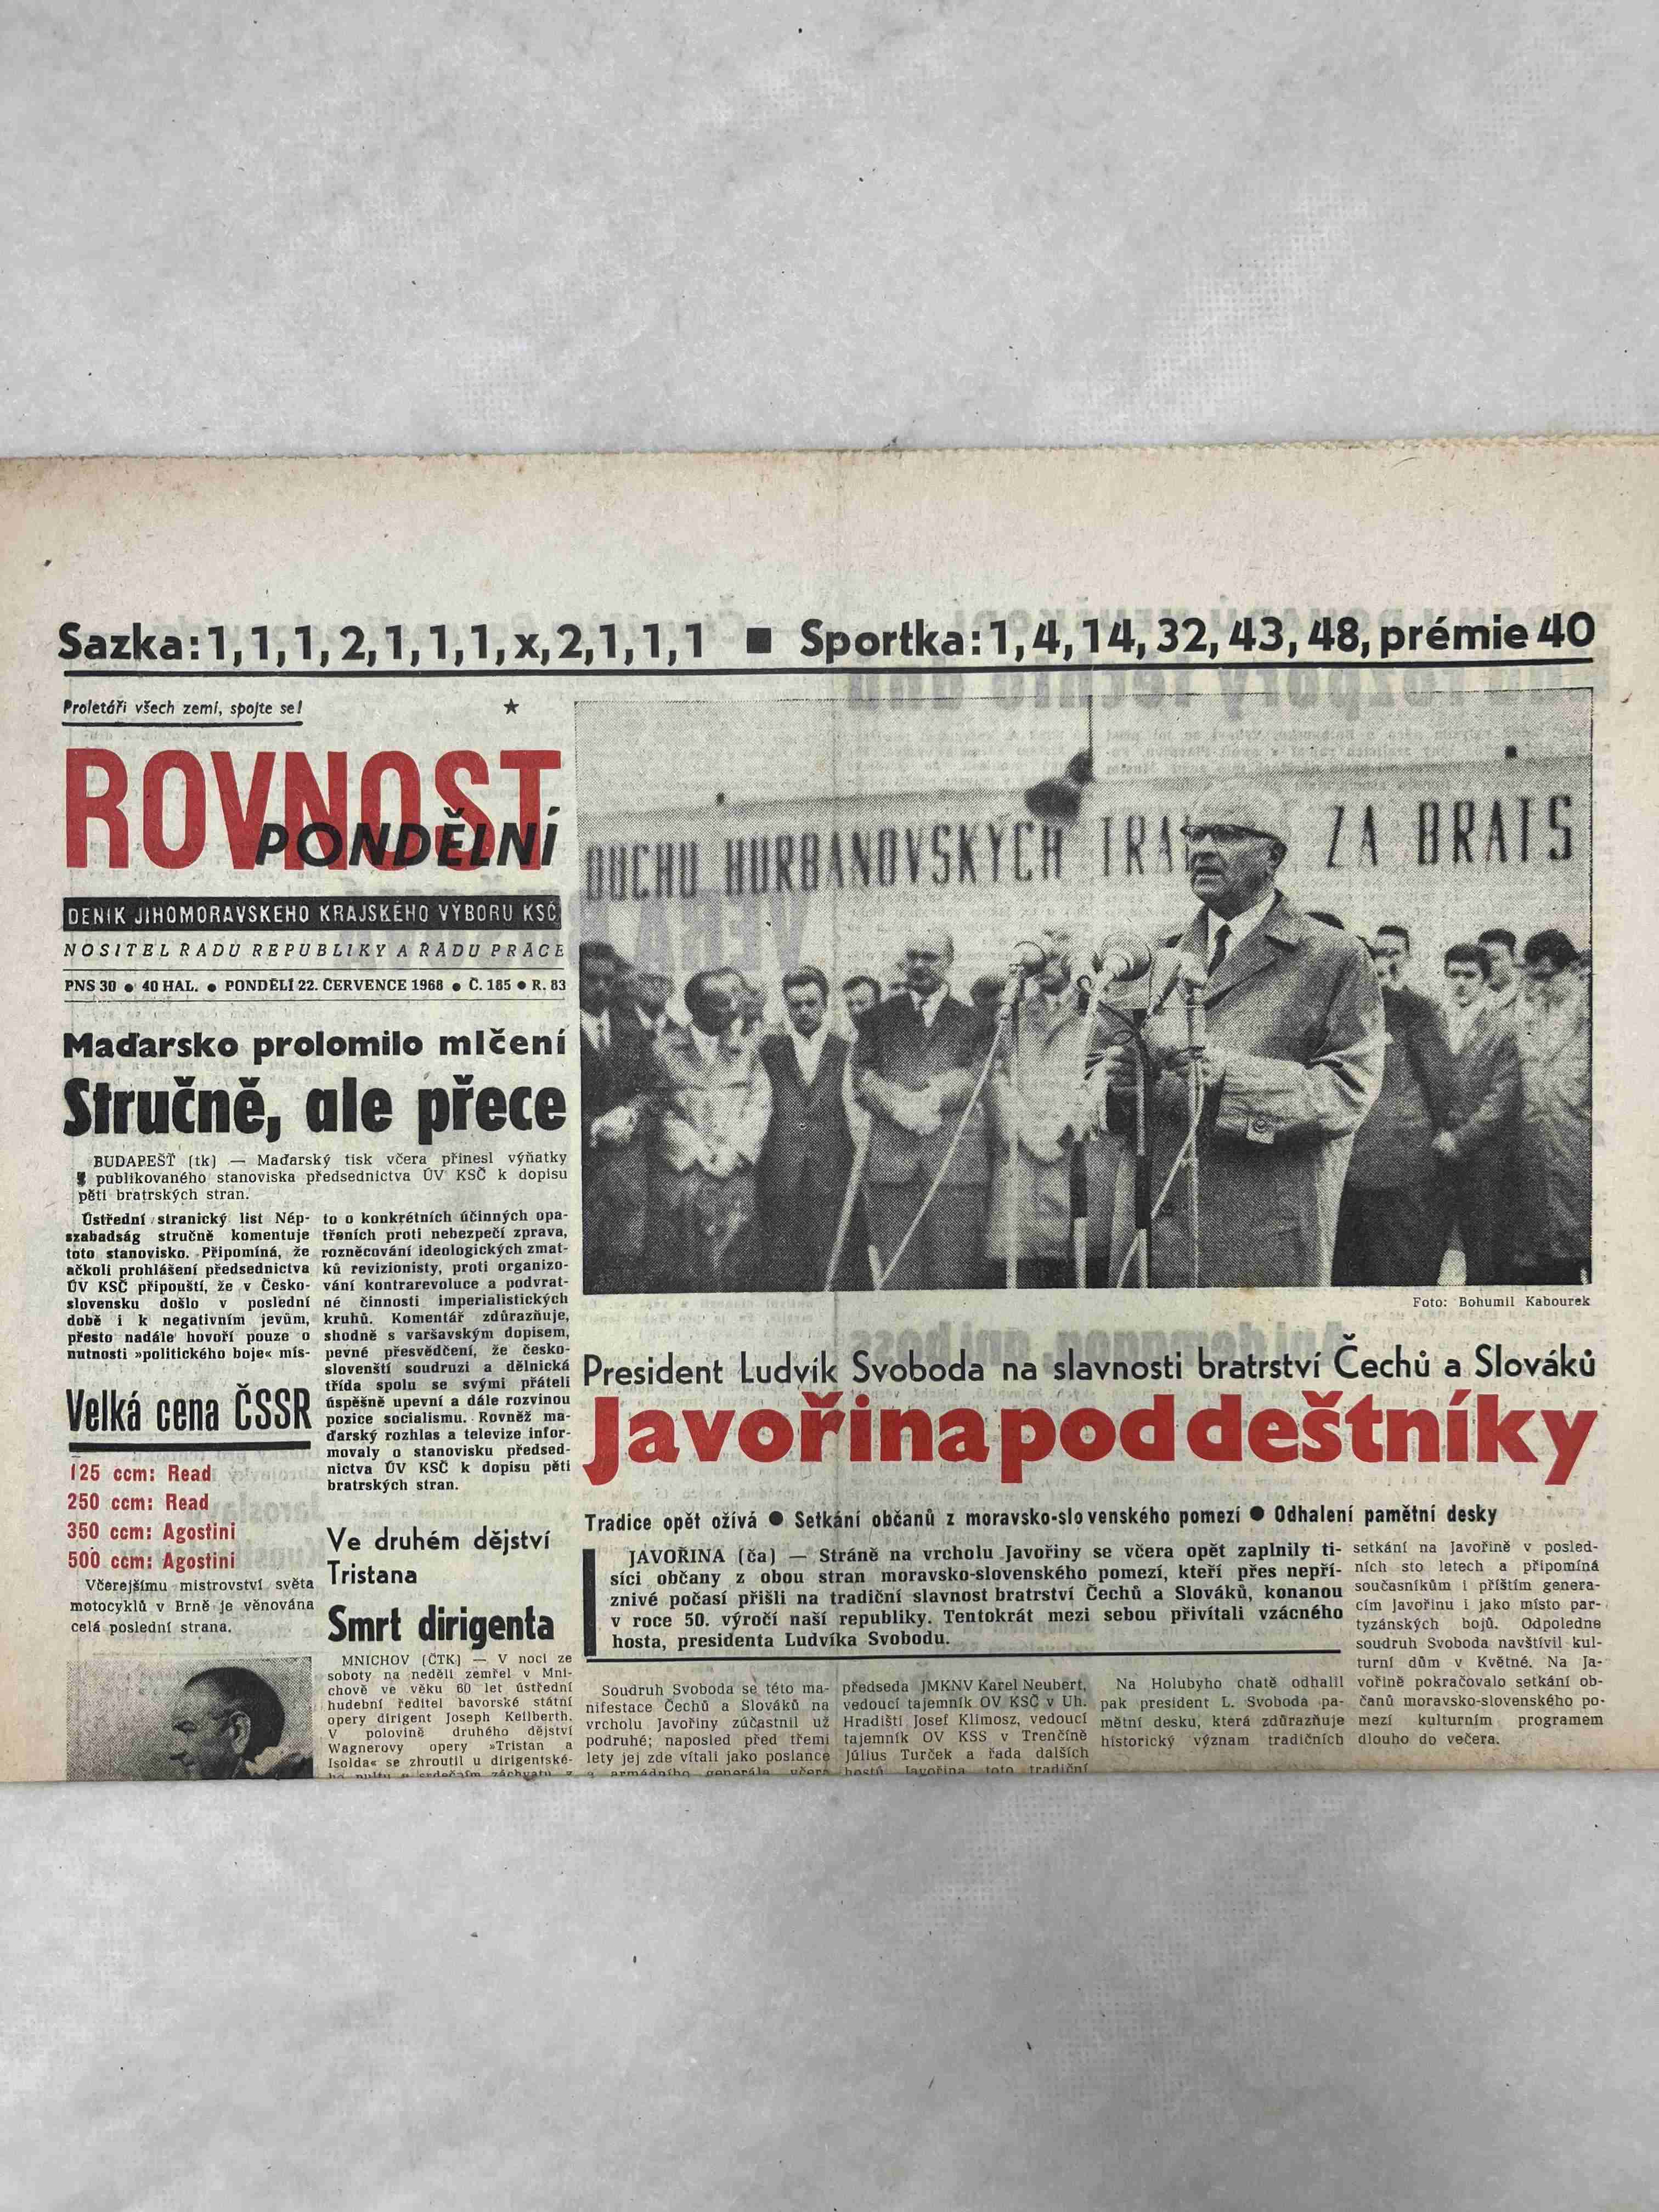 Sazka: 1, 1, 1, 2, 1, 1, 1, x, 2, 1, 1, 1 ■ Sportka: 1, 4, 14, 32, 43, 48, prémie 40
Proletáři všech zemí, spojte se! ★
ROVNOST
PONDĚLNÍ
DENÍK JIHOMORAVSKÉHO KRAJSKÉHO VÝBORU KSČ
NOSITEL ŘÁDU REPUBLIKY A ŘÁDU PRÁCE
PNS 30 ● 40 HAL. ● PONDĚLÍ 22. ČERVENCE 1968 ● Č. 185 ● R. 83
Maďarsko prolomilo mlčení
Stručně, ale přece
BUDAPEŠŤ (tk) — Maďarský tisk včera přinesl výňatky
z publikovaného stanoviska předsednictva ÚV KSČ k dopisu
pěti bratrských stran.
Ústřední stranický list Nép-
szabadság stručně komentuje
toto stanovisko. Připomíná, že
ačkoli prohlášení předsednictva
ÚV KSČ připouští, že v Česko-
slovensku došlo v poslední
době i k negativním jevům,
přesto nadále hovoří pouze o
nutnosti »politického boje« mís-
to o konkrétních účinných opa-
třeních proti nebezpečí zprava,
rozněcování ideologických zmat-
ků revizionisty, proti organizo-
vání kontrarevoluce a podvrat-
né činnosti imperialistických
kruhů. Komentář zdůrazňuje,
shodně s varšavským dopisem,
pevné přesvědčení, že česko-
slovenští soudruzi a dělnická
třída spolu se svými přáteli
úspěšně upevní a dále rozvinou
pozice socialismu. Rovněž ma-
ďarský rozhlas a televize infor-
movaly o stanovisku předsed-
nictva ÚV KSČ k dopisu pěti
bratrských stran.
Velká cena ČSSR
125 ccm: Read
250 ccm: Read
350 ccm: Agostini
500 ccm: Agostini
Včerejšímu mistrovství světa
motocyklů v Brně je věnována
celá poslední strana.
Ve druhém dějství
Tristana
Smrt dirigenta
MNICHOV (ČTK) — V noci ze
soboty na neděli zemřel v Mni-
chově ve věku 60 let ústřední
hudební ředitel bavorské státní
opery dirigent Joseph Keilberth.
V polovině druhého dějství
Wagnerovy opery »Tristan a
Isolda« se zhroutil u dirigentské-
ho pultu a srdečním záchvatu z
DUCHU HURBANOVSKÝCH TRA ZA BRATS
Foto: Bohumil Kabourek
President Ludvík Svoboda na slavnosti bratrství Čechů a Slováků
Javořina pod deštníky
Tradice opět ožívá ● Setkání občanů z moravsko-slovenského pomezí ● Odhalení pamětní desky
JAVOŘINA (ča) — Stráně na vrcholu Javořiny se včera opět zaplnily ti-
síci občany z obou stran moravsko-slovenského pomezí, kteří přes nepří-
znivé počasí přišli na tradiční slavnost bratrství Čechů a Slováků, konanou
v roce 50. výročí naší republiky. Tentokrát mezi sebou přivítali vzácného
hosta, presidenta Ludvíka Svobodu.
Soudruh Svoboda se této ma-
nifestace Čechů a Slováků na
vrcholu Javořiny zúčastnil už
podruhé; naposled před třemi
lety jej zde vítali jako poslance
a armádního generála, včera
předseda JMKNV Karel Neubert,
vedoucí tajemník OV KSČ v Uh.
Hradišti Josef Klimosz, vedoucí
tajemník OV KSS v Trenčíně
Július Turček a řada dalších
hostů. Javořina, toto tradiční
Na Holubyho chatě odhalil
pak president L. Svoboda pa-
mětní desku, která zdůrazňuje
historický význam tradičních
setkání na Javořině v posled-
ních sto letech a připomíná
současníkům i příštím genera-
cím Javořinu i jako místo par-
tyzánských bojů. Odpoledne
soudruh Svoboda navštívil kul-
turní dům v Květné. Na Ja-
vořině pokračovalo setkání ob-
čanů moravsko-slovenského po-
mezí kulturním programem
dlouho do večera.